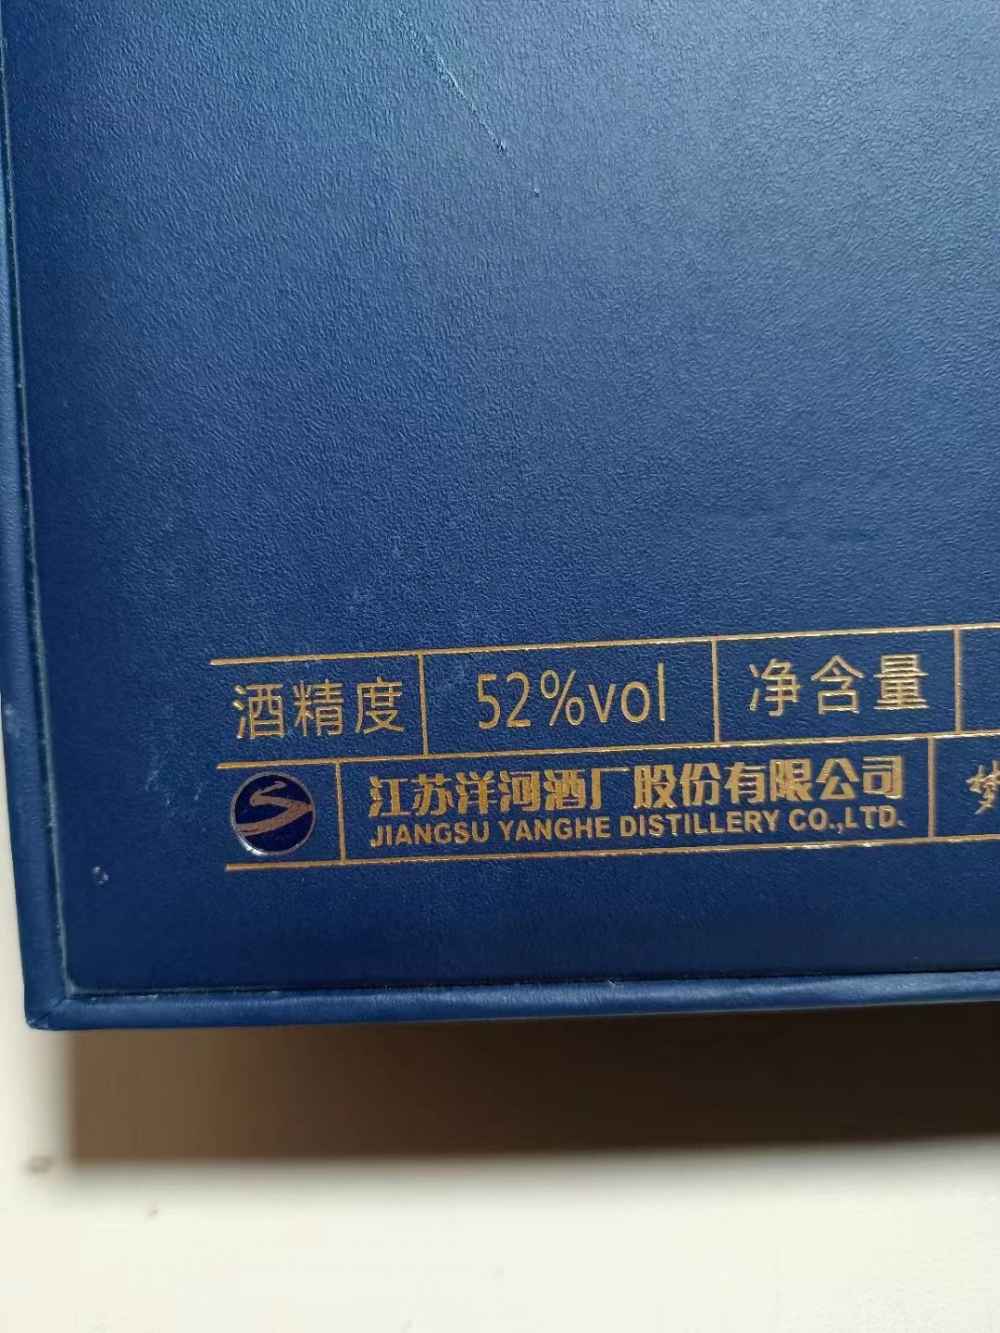 酒精度 52%vol 净含量
江苏洋河酒厂股份有限公司 梦
JIANGSU YANGHE DISTILLERY CO.,LTD.